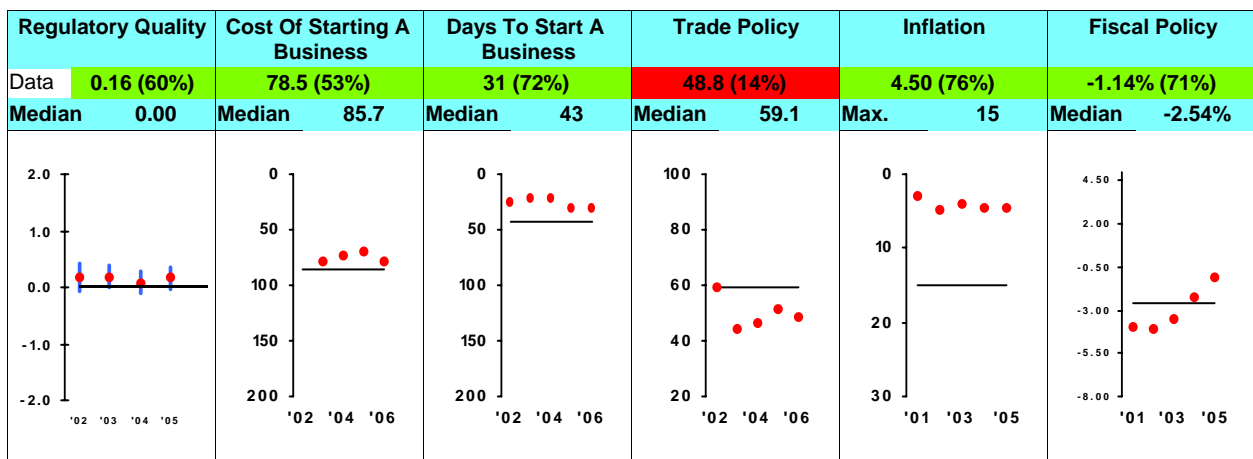 Regulatory Quality
Cost Of Starting A
Business
Days To Start A
Business
Trade Policy
Inflation
Fiscal Policy
Data 0.16 (60%) 78.5 (53%) 31 (72%) 48.8 (14%) 4.50 (76%) -1.14% (71%)
Median 0.00 Median 85.7 Median 43 Median 59.1 Max. 15 Median -2.54%
2.0
1.0
0.0
-1.0
-2.0
'02 '03 '04 '05
0
50
100
150
200
'02 '04 '06
0
50
100
150
200
'02 '04 '06
100
80
60
40
20
'02 '04 '06
0
10
20
30
'01 '03 '05
4.50
2.00
-0.50
-3.00
-5.50
-8.00
'01 '03 '05